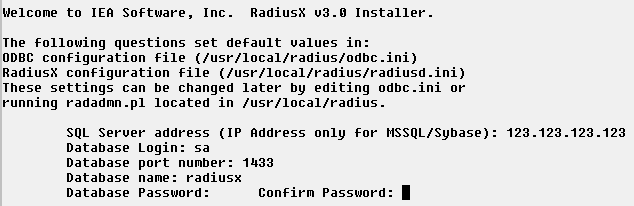 Welcome to IEA Software, Inc.  RadiusX v3.0 Installer.
The following questions set default values in:
ODBC configuration file (/usr/local/radius/odbc.ini)
RadiusX configuration file (/usr/local/radius/radiusd.ini)
These settings can be changed later by editing odbc.ini or
running radadmn.pl located in /usr/local/radius.
SQL Server address (IP Address only for MSSQL/Sybase): 123.123.123.123
Database Login: sa
Database port number: 1433
Database name: radiusx
Database Password:      Confirm Password: